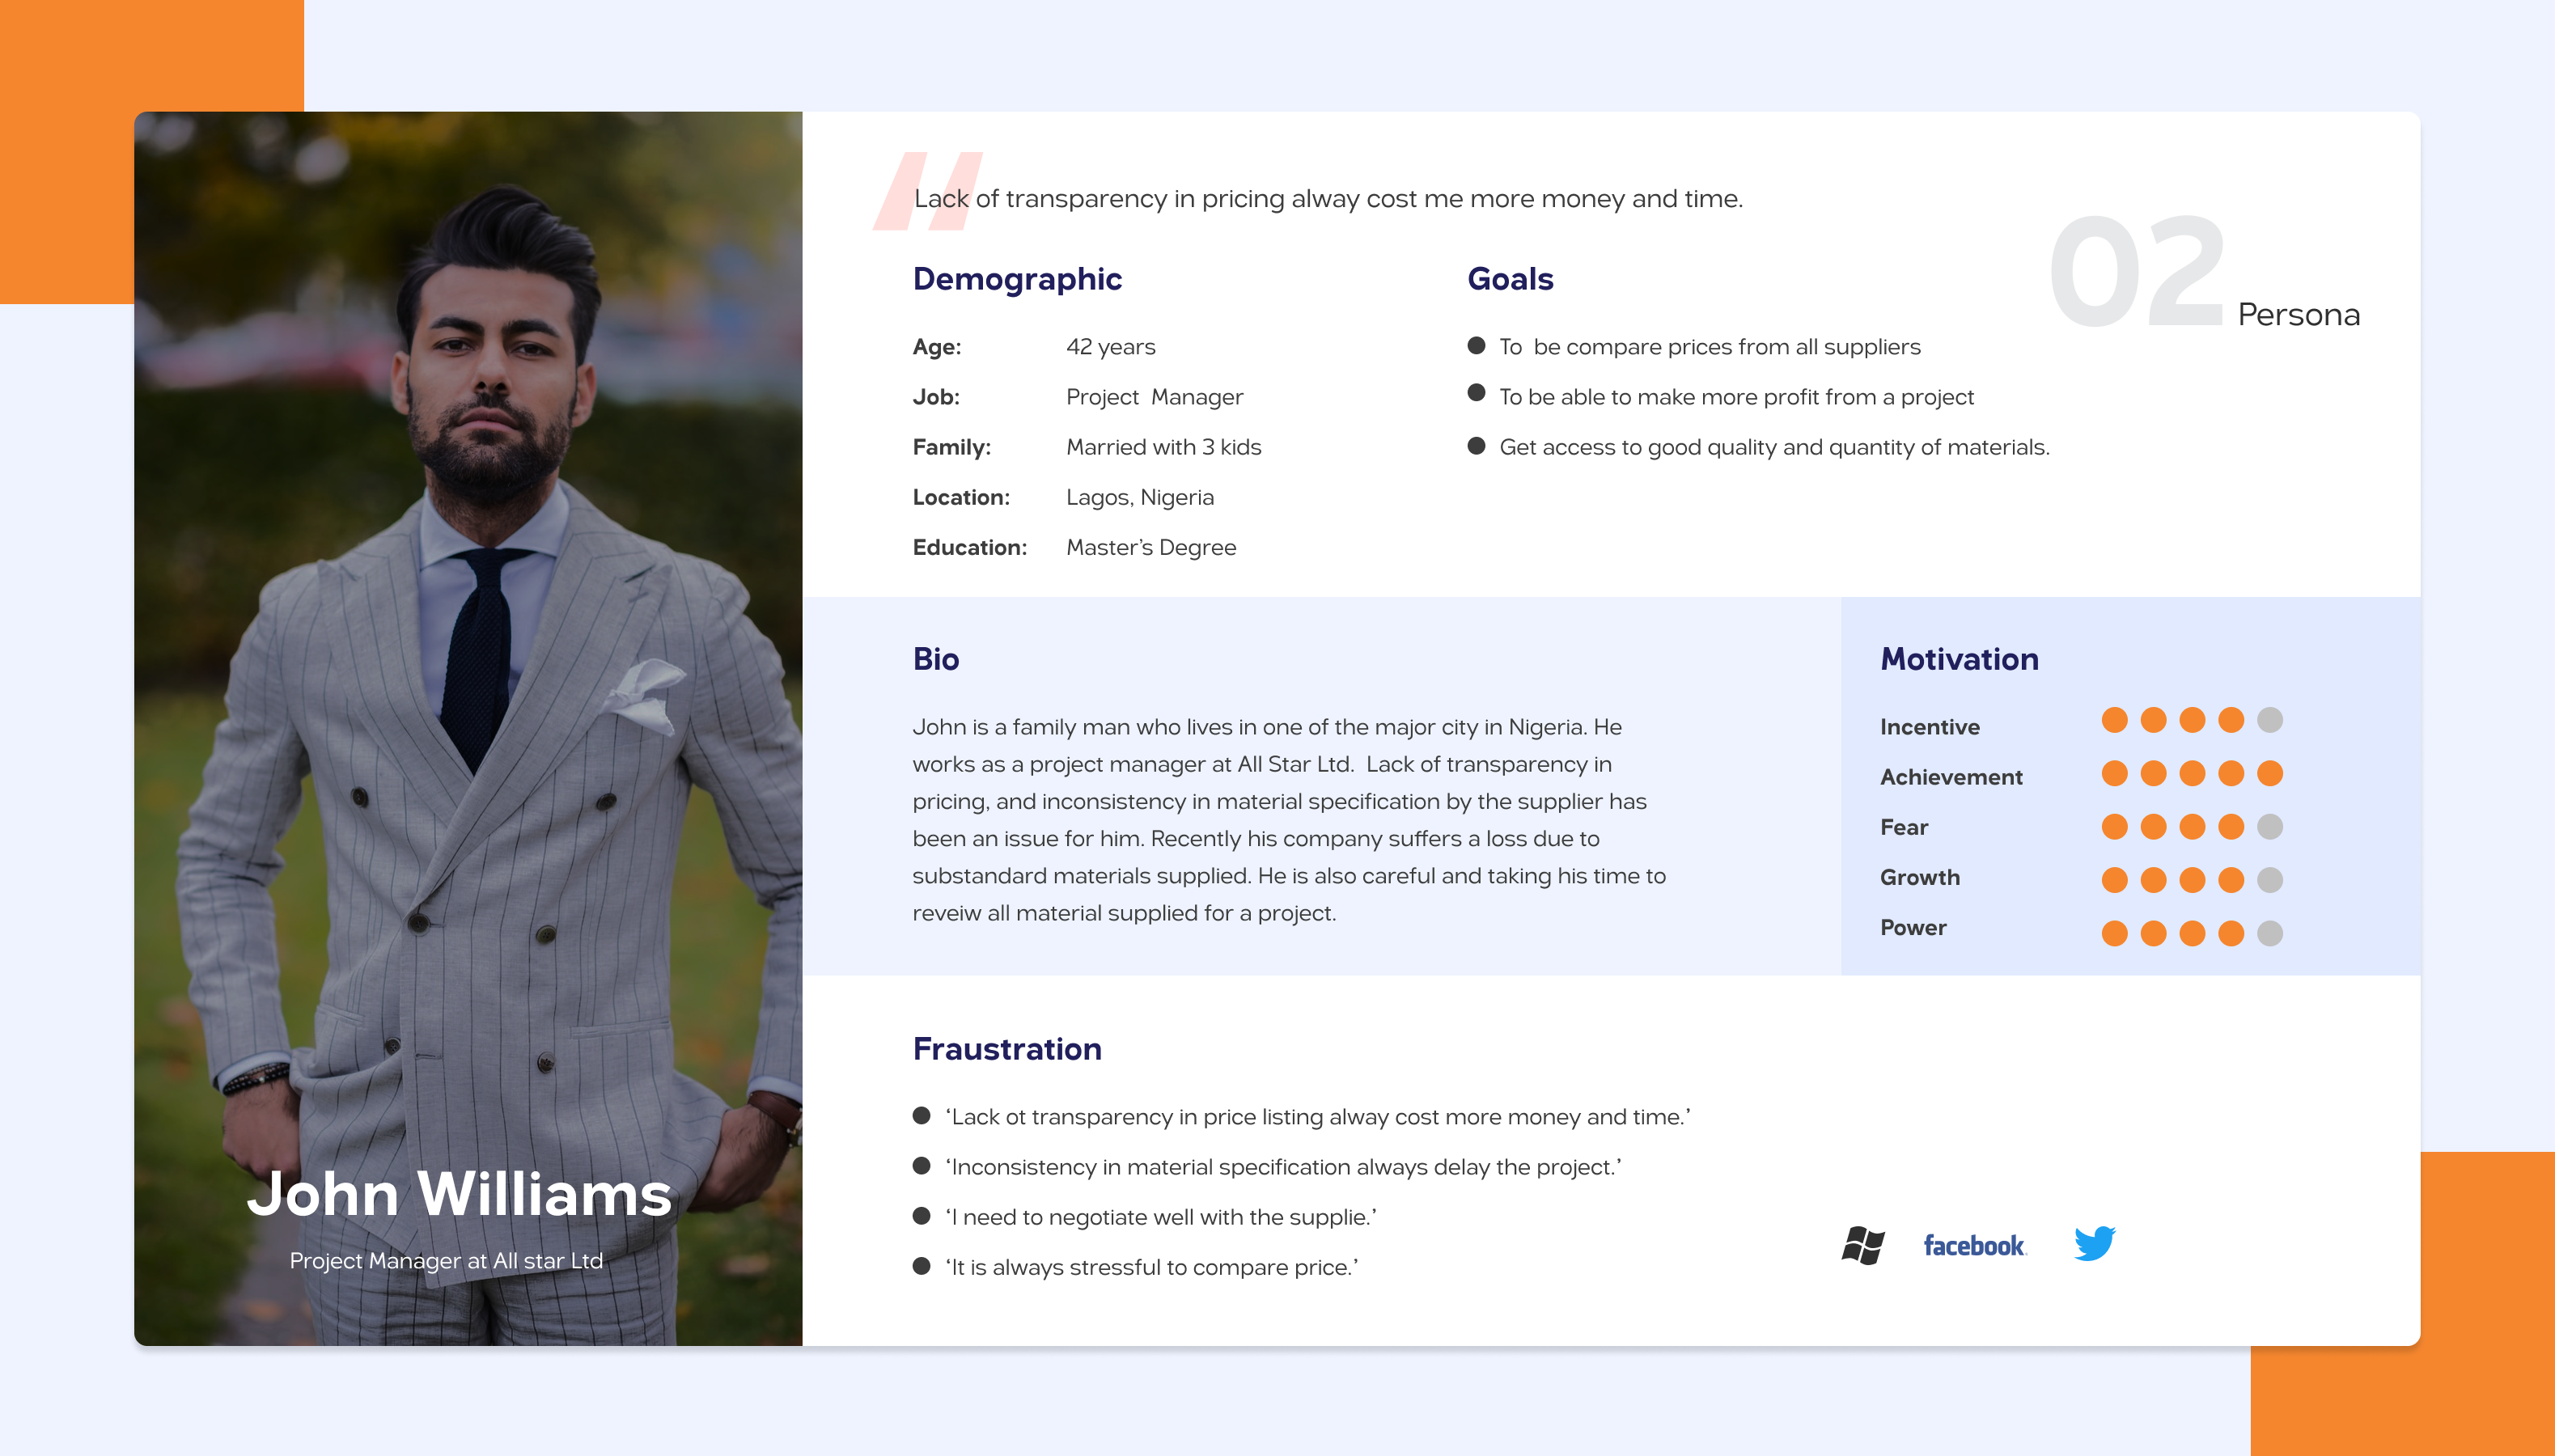 Lack of transparency in pricing alway cost me more money and time.
02 Persona
Demographic
Age: 42 years
Job: Project  Manager
Family: Married with 3 kids
Location: Lagos, Nigeria
Education: Master’s Degree
Goals
To  be compare prices from all suppliers
To be able to make more profit from a project
Get access to good quality and quantity of materials.
Bio
John is a family man who lives in one of the major city in Nigeria. He
works as a project manager at All Star Ltd.  Lack of transparency in
pricing, and inconsistency in material specification by the supplier has
been an issue for him. Recently his company suffers a loss due to
substandard materials supplied. He is also careful and taking his time to
reveiw all material supplied for a project.
Motivation
Incentive
Achievement
Fear
Growth
Power
Fraustration
‘Lack ot transparency in price listing alway cost more money and time.’
‘Inconsistency in material specification always delay the project.’
‘I need to negotiate well with the supplie.’
‘It is always stressful to compare price.’
facebook
John Williams
Project Manager at All star Ltd